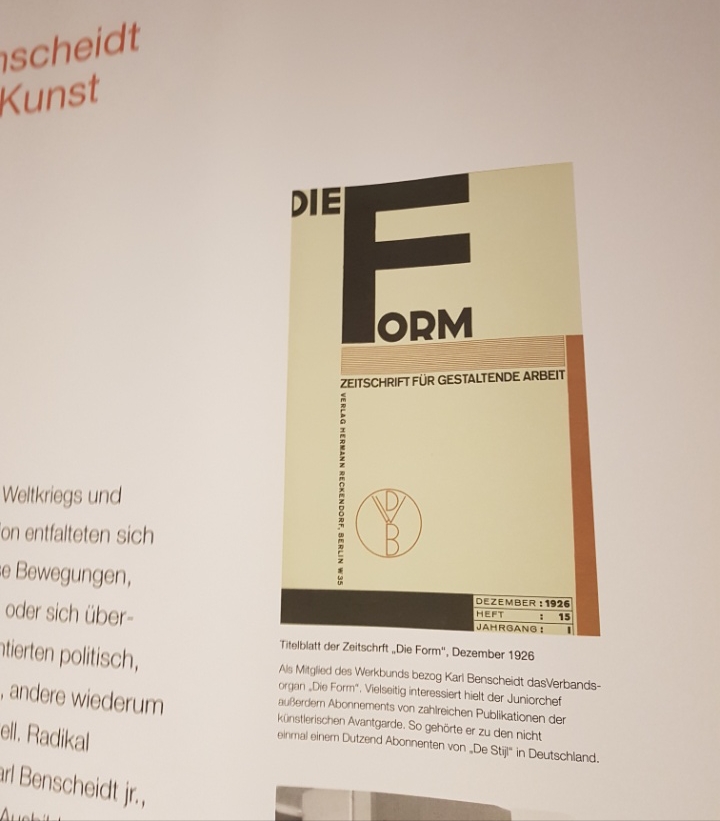 nscheidt
Kunst
DIE
FORM
ZEITSCHRIFT FÜR GESTALTENDE ARBEIT
VERLAG HERMANN RECKENDORF, BERLIN W35
DWB
DEZEMBER : 1926
HEFT : 15
JAHRGANG : I
Titelblatt der Zeitschrft „Die Form“, Dezember 1926
Als Mitglied des Werkbunds bezog Karl Benscheidt dasVerbands-
organ „Die Form“. Vielseitig interessiert hielt der Juniorchef
außerdem Abonnements von zahlreichen Publikationen der
künstlerischen Avantgarde. So gehörte er zu den nicht
einmal einem Dutzend Abonnenten von „De Stijl“ in Deutschland.
Weltkriegs und
on entfalteten sich
e Bewegungen,
oder sich über-
ntierten politisch,
, andere wiederum
ell. Radikal
arl Benscheidt jr.,